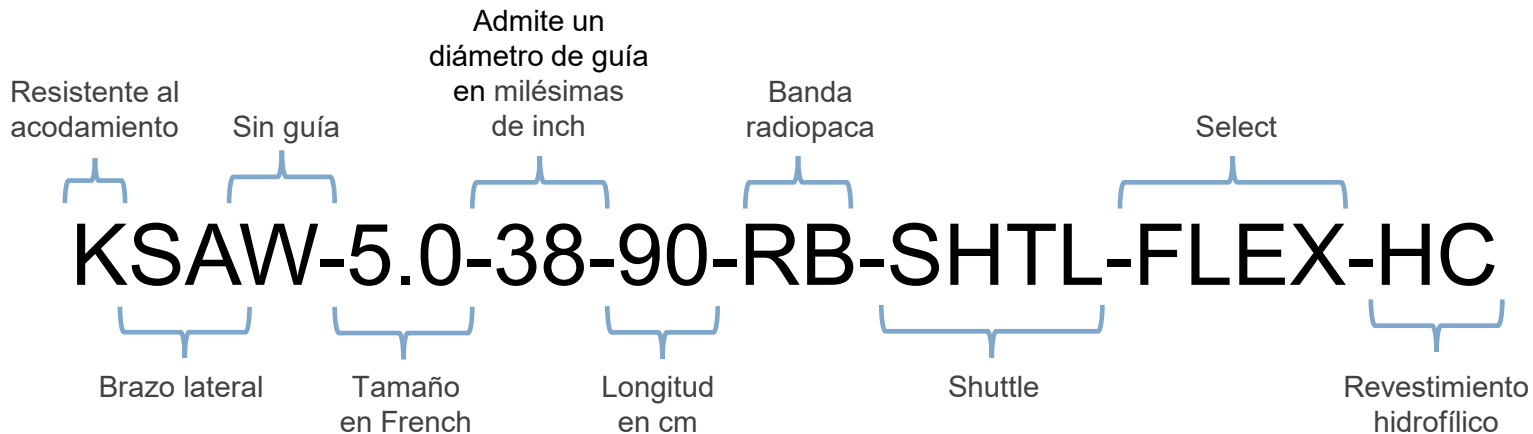 Admite un
diámetro de guía
en milésimas
de inch
Resistente al
acodamiento
Sin guía
Banda
radiopaca
Select
KSAW-5.0-38-90-RB-SHTL-FLEX-HC
Brazo lateral
Tamaño
en French
Longitud
en cm
Shuttle
Revestimiento
hidrofílico